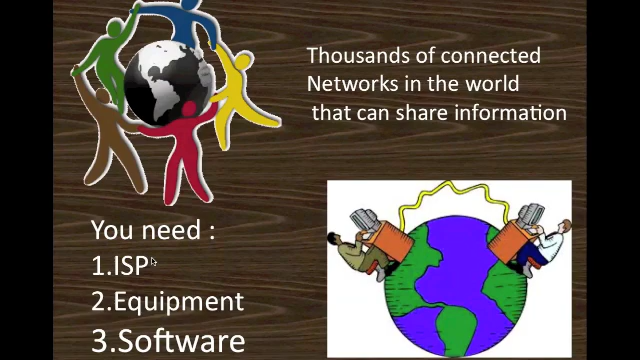 Thousands of connected
Networks in the world
that can share information
You need :
1.ISP
2.Equipment
3.Software